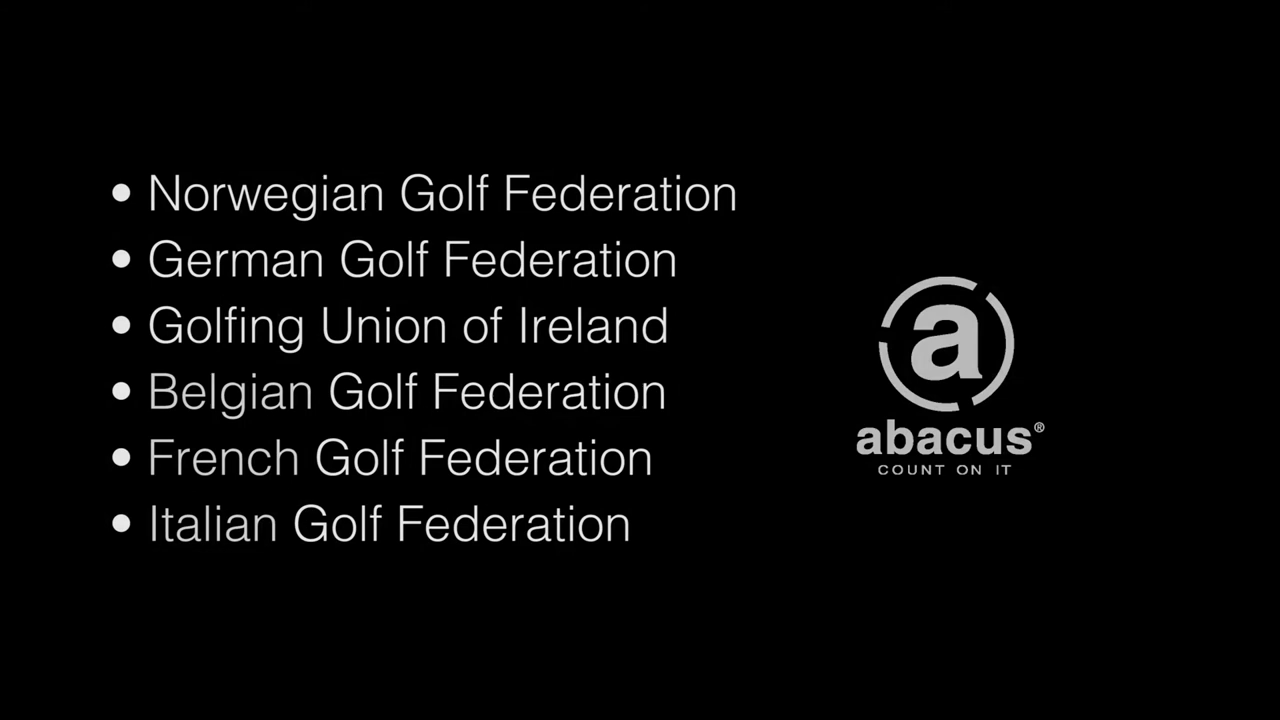 • Norwegian Golf Federation
• German Golf Federation
• Golfing Union of Ireland
• Belgian Golf Federation
• French Golf Federation
• Italian Golf Federation
a
abacus®
COUNT ON IT